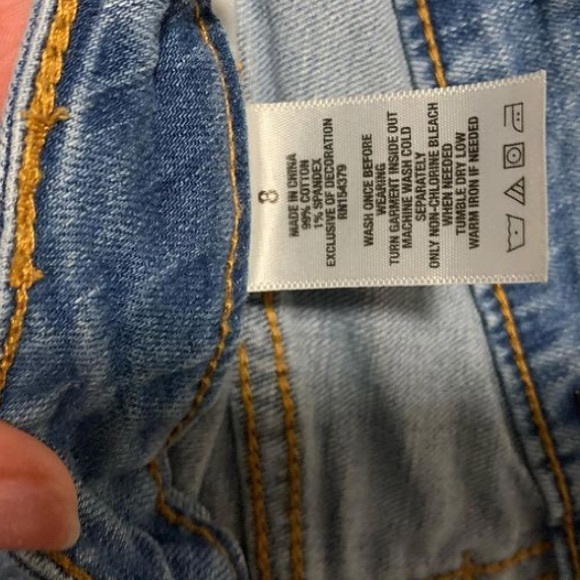 8
MADE IN CHINA
99% COTTON
1% SPANDEX
EXCLUSIVE OF DECORATION
RN154379
WASH ONCE BEFORE
WEARING
TURN GARMENT INSIDE OUT
MACHINE WASH COLD
SEPARATELY
ONLY NON-CHLORINE BLEACH
WHEN NEEDED
TUMBLE DRY LOW
WARM IRON IF NEEDED